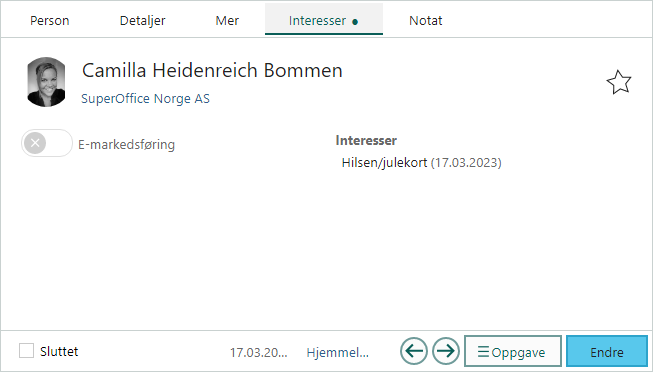 Person Detaljer Mer Interesser Notat
Camilla Heidenreich Bommen
SuperOffice Norge AS
E-markedsføring
Interesser
Hilsen/julekort (17.03.2023)
Sluttet 17.03.20... Hjemmel... Oppgave Endre